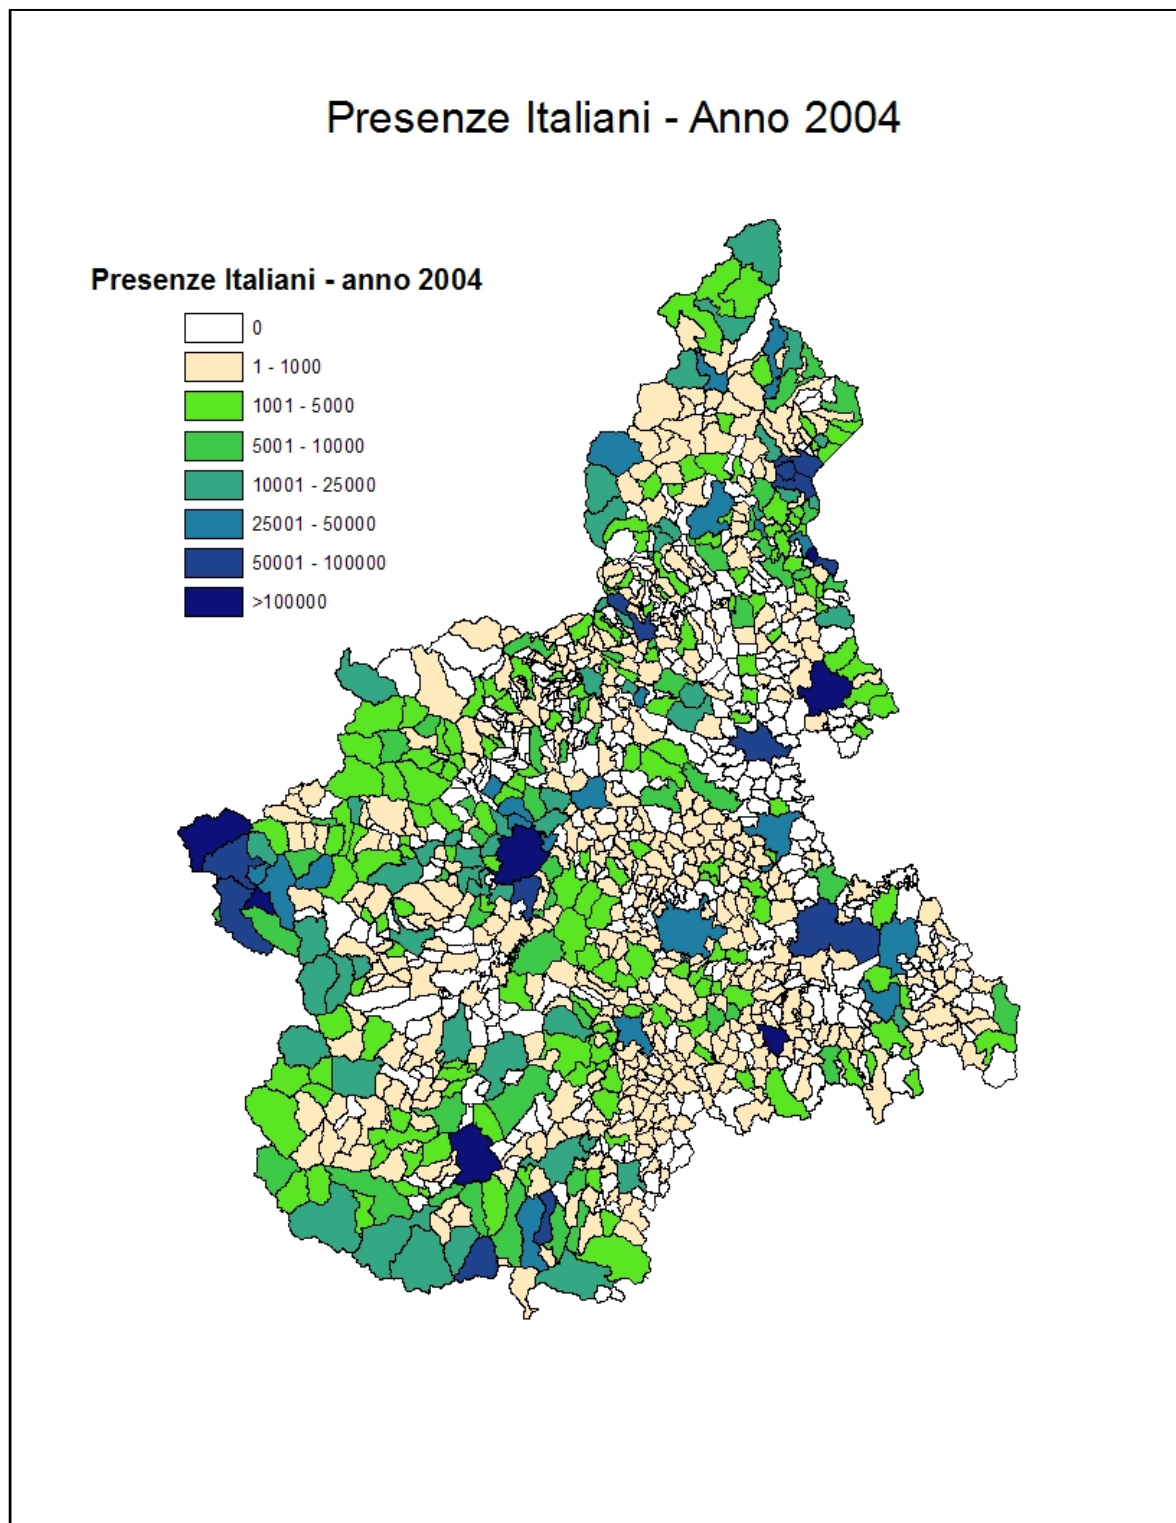 Presenze Italiani - Anno 2004
Presenze Italiani - anno 2004
0
1 - 1000
1001 - 5000
5001 - 10000
10001 - 25000
25001 - 50000
50001 - 100000
>100000